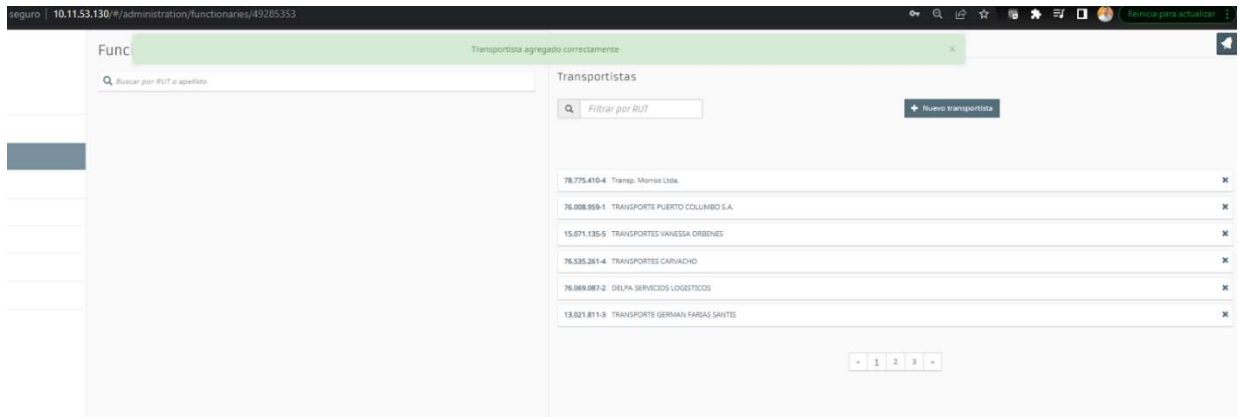 seguro | 10.11.53.130/#/administration/functionaries/49285353
Reinicia para actualizar
Func
Transportista agregado correctamente
Buscar por RUT o apellido
Transportistas
Filtrar por RUT
+ Nuevo transportista
78.775.410-4 Transp. Morros Ltda.
76.008.959-1 TRANSPORTE PUERTO COLUMBO S.A.
15.071.135-5 TRANSPORTES VANESSA ORBENES
76.535.261-4 TRANSPORTES CARVACHO
76.069.087-2 DELPA SERVICIOS LOGISTICOS
13.021.811-3 TRANSPORTE GERMAN FARIAS SANTIS
« 1 2 3 »